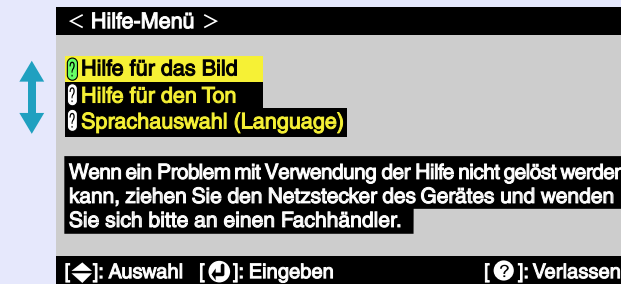 < Hilfe-Menü >
? Hilfe für das Bild
? Hilfe für den Ton
? Sprachauswahl (Language)
Wenn ein Problem mit Verwendung der Hilfe nicht gelöst werden
kann, ziehen Sie den Netzstecker des Gerätes und wenden
Sie sich bitte an einen Fachhändler.
[◆]: Auswahl [↵]: Eingeben [?]: Verlassen